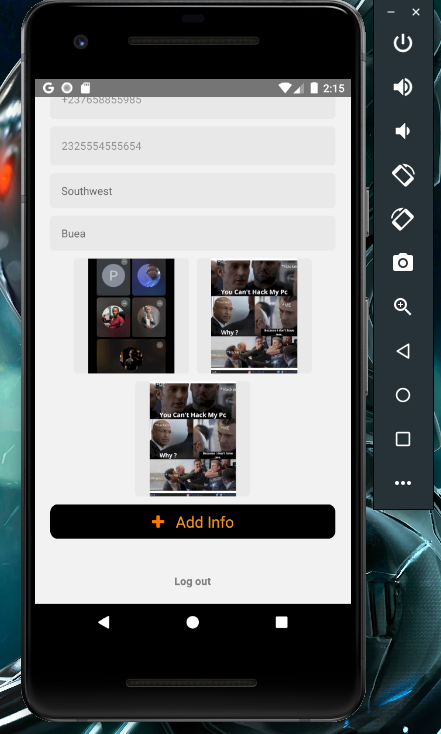 G 2:15
+237658855985
2325554555654
Southwest
Buea
P
You Can't Hack My Pc
Why ?
Because I don't have
You Can't Hack My Pc
Why ?
Because I don't have
+ Add Info
Log out